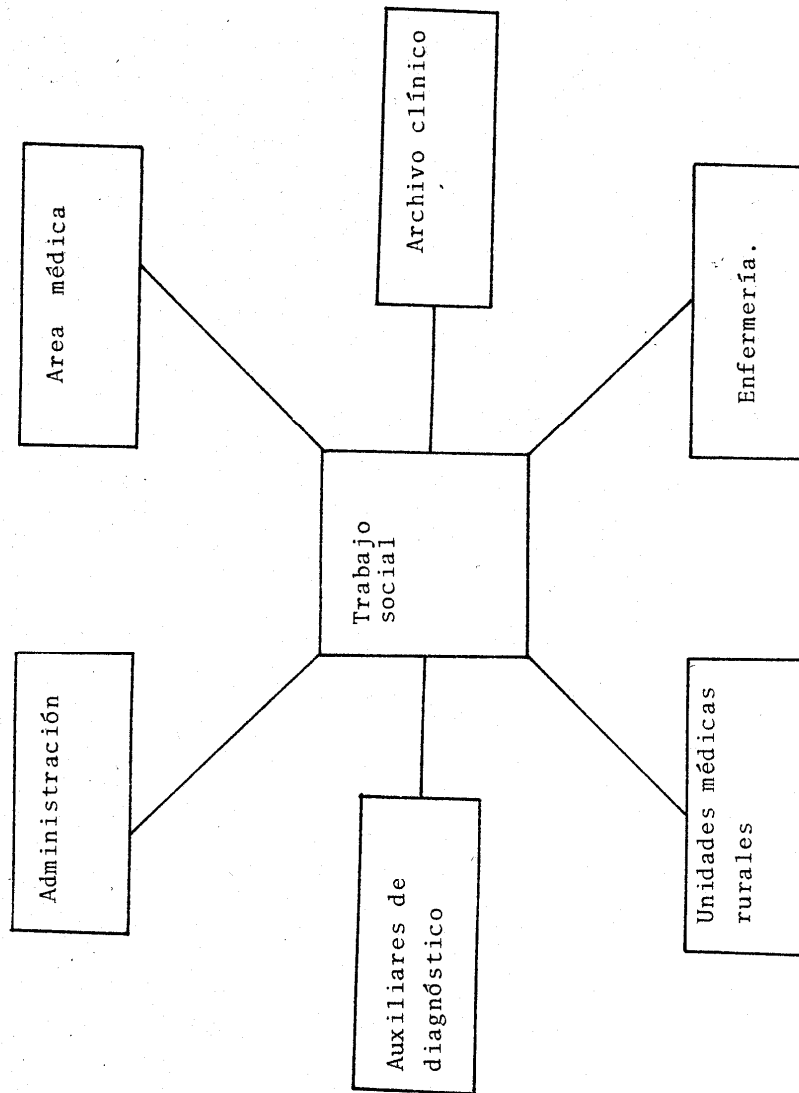 Administración
Area médica
Auxiliares de
diagnóstico
Trabajo
social
Archivo clínico
Unidades médicas
rurales
Enfermería.